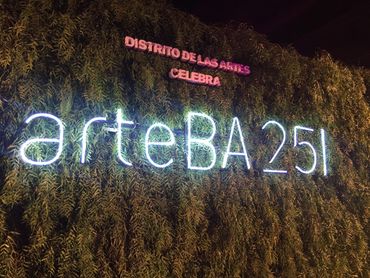 DISTRITO DE LAS ARTES
CELEBRA
arteBA 25|